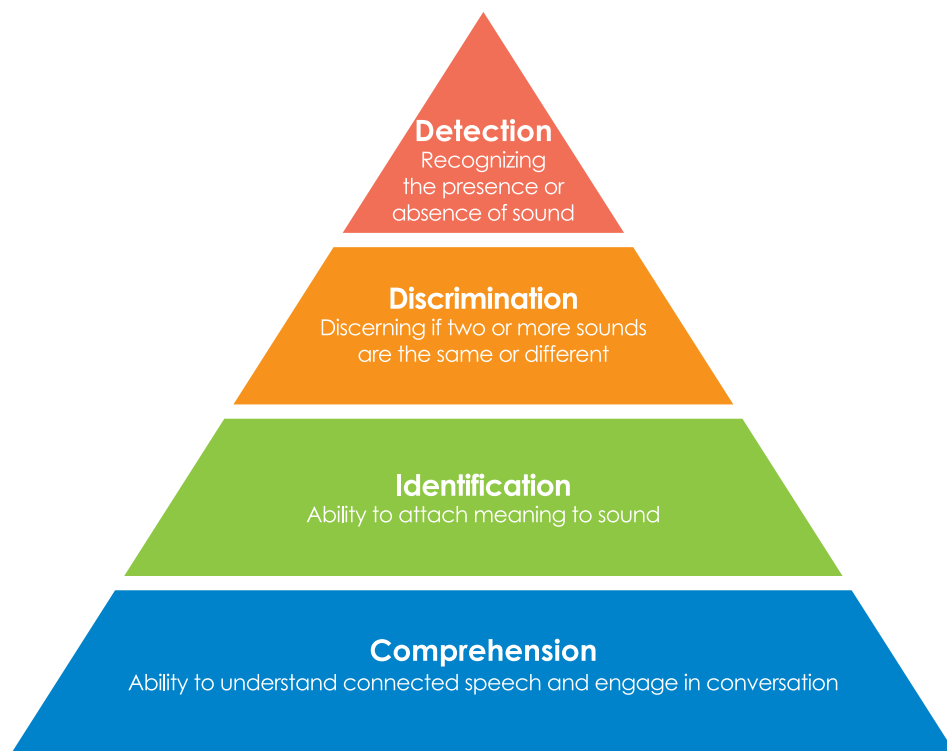 Detection
Recognizing
the presence or
absence of sound
Discrimination
Discerning if two or more sounds
are the same or different
Identification
Ability to attach meaning to sound
Comprehension
Ability to understand connected speech and engage in conversation